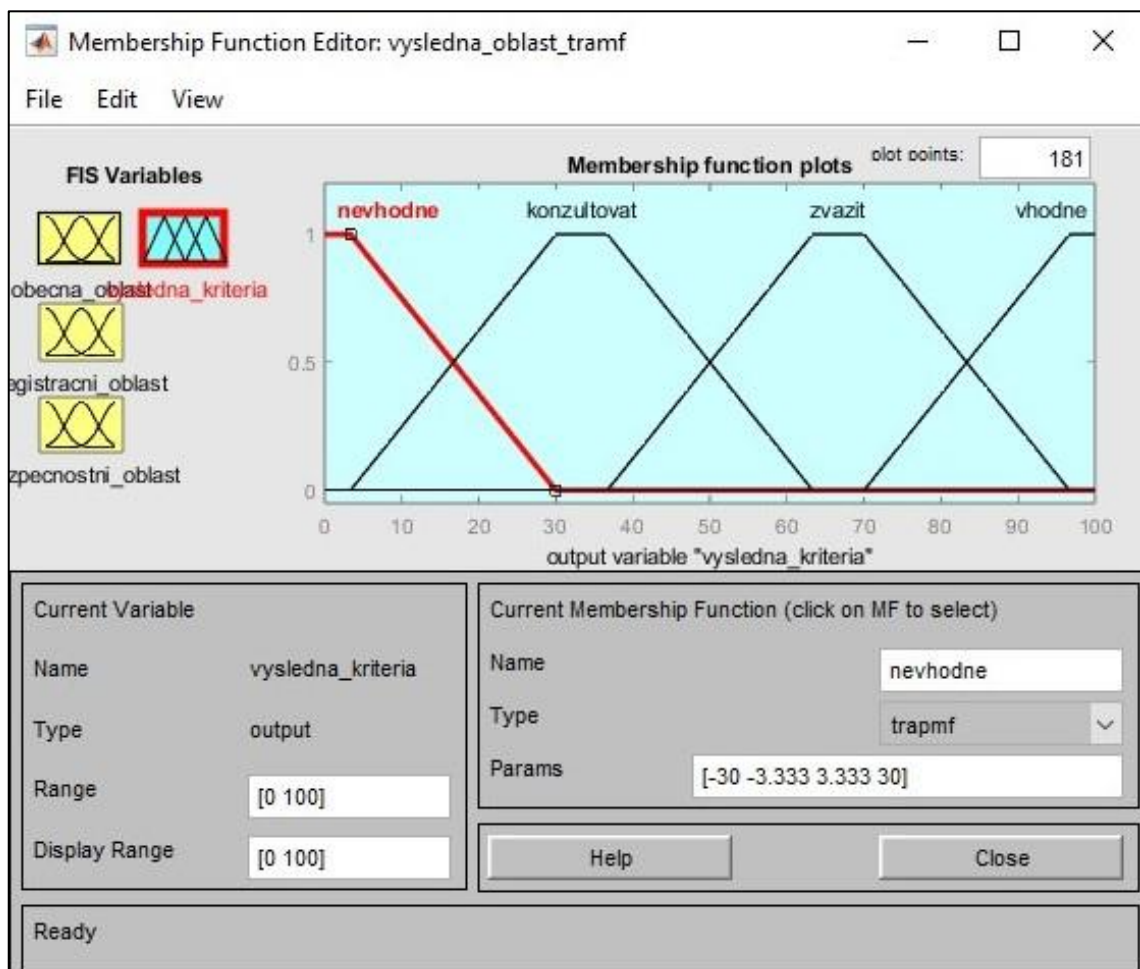 Membership Function Editor: vysledna_oblast_tramf
File Edit View
FIS Variables
Membership function plots
plot points: 181
nevhodne konzultovat zvazit vhodne
1
0.5
0
0 10 20 30 40 50 60 70 80 90 100
output variable "vysledna_kriteria"
obecna_oblast
egistracni_oblast
zpecnostni_oblast
Current Variable
Name vysledna_kriteria
Type output
Range [0 100]
Display Range [0 100]
Current Membership Function (click on MF to select)
Name nevhodne
Type trapmf
Params [-30 -3.333 3.333 30]
Help Close
Ready